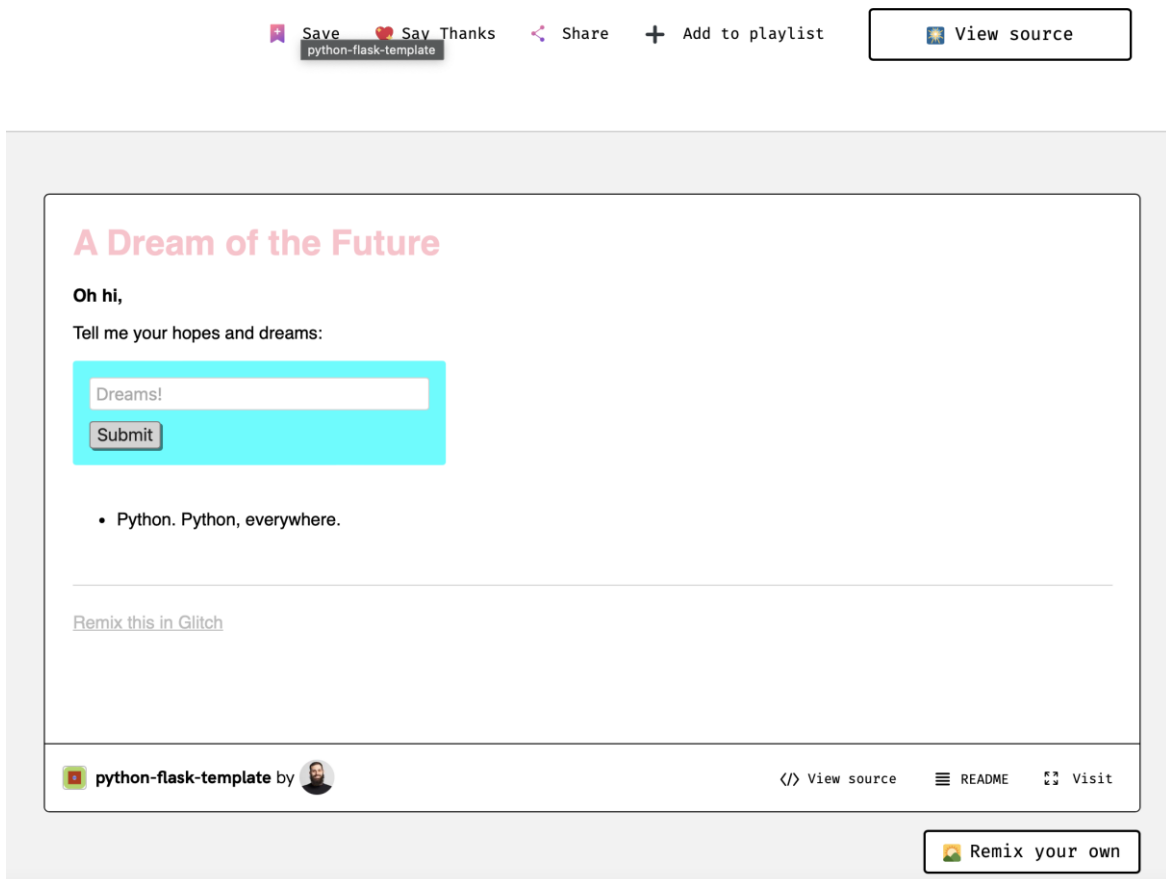 Save Say Thanks Share Add to playlist View source
python-flask-template
A Dream of the Future
Oh hi,
Tell me your hopes and dreams:
Dreams!
Submit
• Python. Python, everywhere.
Remix this in Glitch
python-flask-template by </> View source README Visit
Remix your own